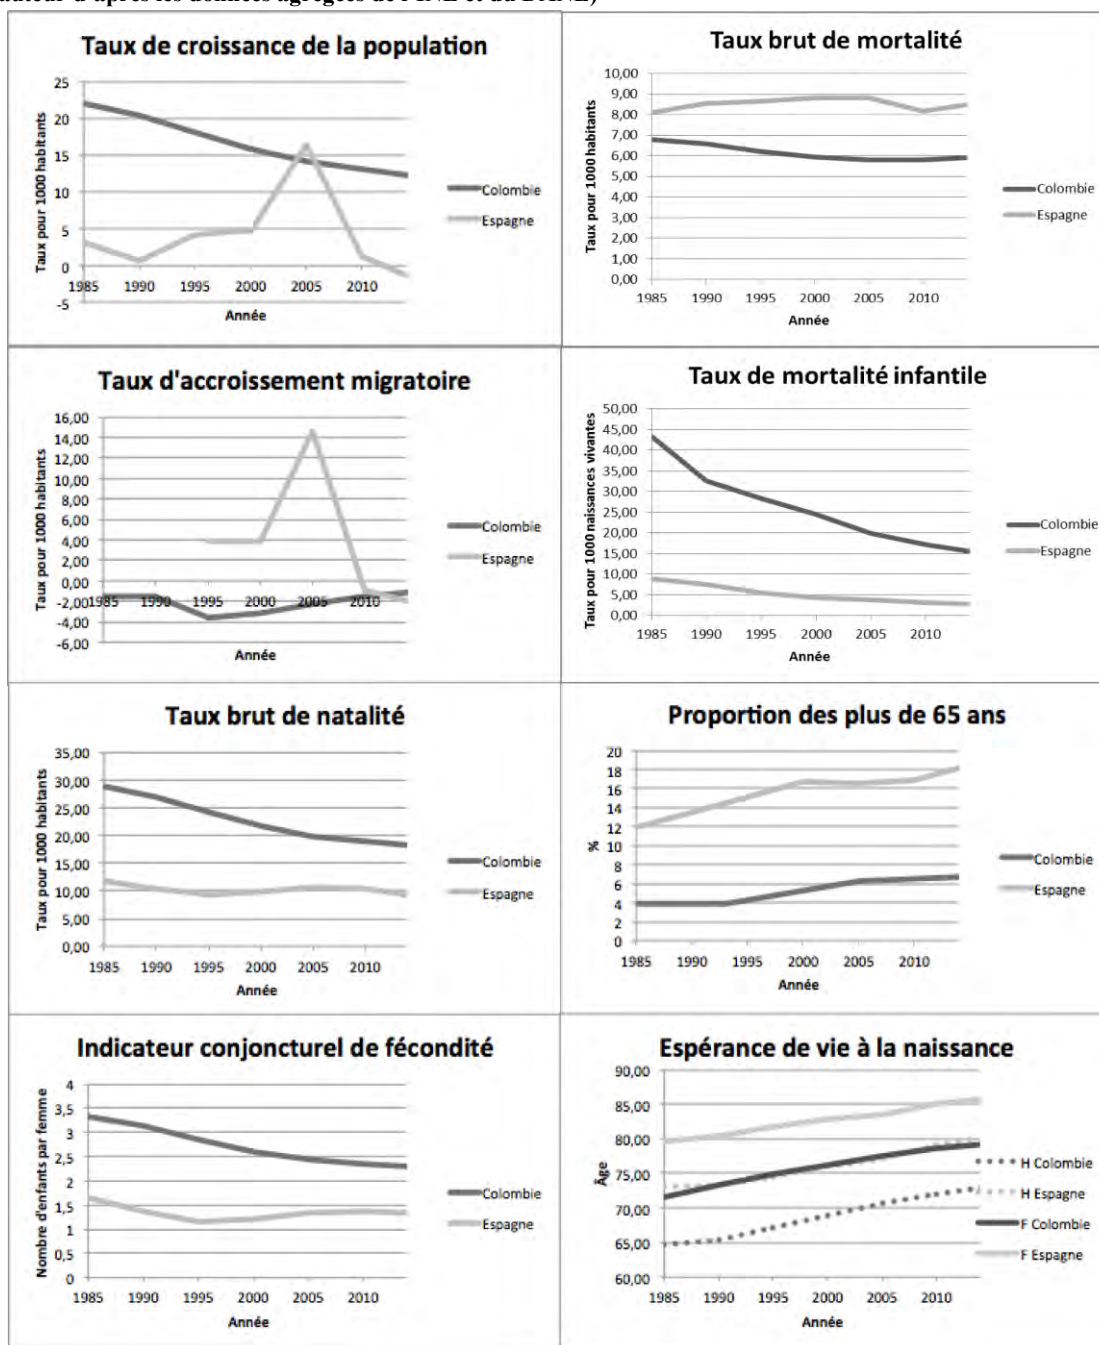 auteur d'après les données agrégées de l'INE et du DANE)
Taux de croissance de la population
Taux pour 1000 habitants
25
20
15
10
5
0
-5
1985 1990 1995 2000 2005 2010
Année
Colombie
Espagne
Taux brut de mortalité
Taux pour 1000 habitants
10,00
9,00
8,00
7,00
6,00
5,00
4,00
3,00
2,00
1,00
0,00
1985 1990 1995 2000 2005 2010
Année
Colombie
Espagne
Taux d'accroissement migratoire
Taux pour 1000 habitants
16,00
14,00
12,00
10,00
8,00
6,00
4,00
2,00
0,00
-2,00
-4,00
-6,00
1985 1990 1995 2000 2005 2010
Année
Colombie
Espagne
Taux de mortalité infantile
Taux pour 1000 naissances vivantes
50,00
45,00
40,00
35,00
30,00
25,00
20,00
15,00
10,00
5,00
0,00
1985 1990 1995 2000 2005 2010
Année
Colombie
Espagne
Taux brut de natalité
Taux pour 1000 habitants
35,00
30,00
25,00
20,00
15,00
10,00
5,00
0,00
1985 1990 1995 2000 2005 2010
Année
Colombie
Espagne
Proportion des plus de 65 ans
%
20
18
16
14
12
10
8
6
4
2
0
1985 1990 1995 2000 2005 2010
Année
Colombie
Espagne
Indicateur conjoncturel de fécondité
Nombre d'enfants par femme
4
3,5
3
2,5
2
1,5
1
0,5
0
1985 1990 1995 2000 2005 2010
Année
Colombie
Espagne
Espérance de vie à la naissance
Âge
90,00
85,00
80,00
75,00
70,00
65,00
60,00
1985 1990 1995 2000 2005 2010
Année
H Colombie
H Espagne
F Colombie
F Espagne